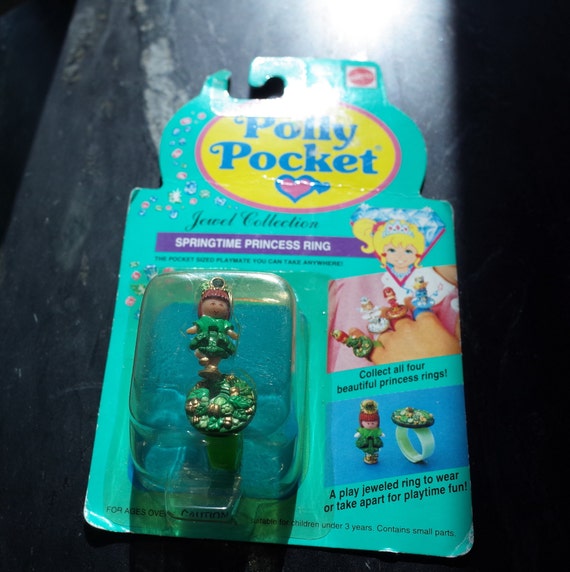 Polly
Pocket
Jewel Collection
SPRINGTIME PRINCESS RING
THE POCKET SIZED PLAYMATE YOU CAN TAKE ANYWHERE!
Collect all four
beautiful princess rings!
A play jeweled ring to wear
or take apart for playtime fun!
FOR AGES OVER
CAUTION
suitable for children under 3 years. Contains small parts.